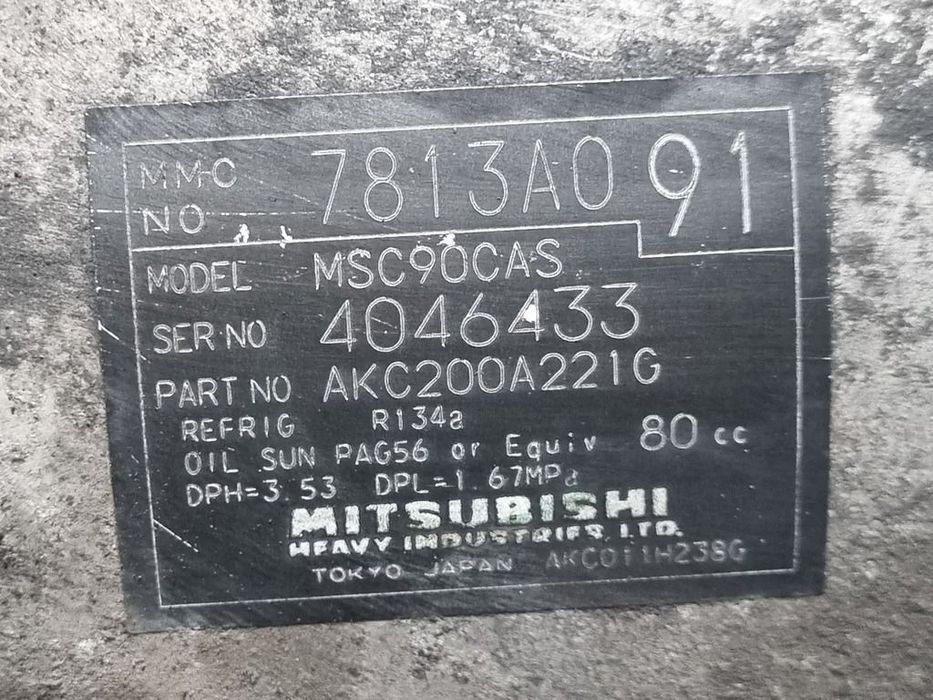 MMC NO 7813A091
MODEL MSC90CAS
SER NO 4046433
PART NO AKC200A221G
REFRIG R134a
OIL SUN PAG56 or Equiv 80 cc
DPH=3.53 DPL=1.67MPa
MITSUBISHI
HEAVY INDUSTRIES, LTD.
TOKYO JAPAN AKC011H238G